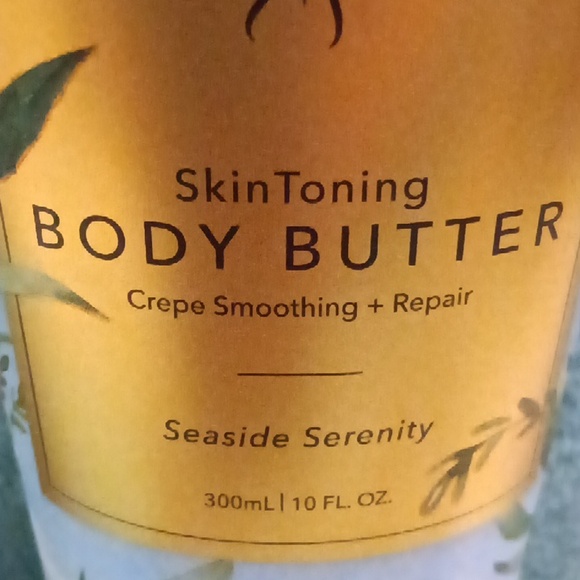 SkinToning
BODY BUTTER
Crepe Smoothing + Repair
Seaside Serenity
300mL | 10 FL. OZ.